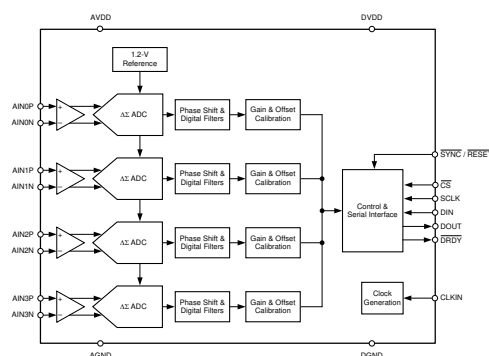 AVDD
DVDD
1.2-V
Reference
AIN0P
AIN0N
+
−
ΔΣ ADC
Phase Shift &
Digital Filters
Gain & Offset
Calibration
SYNC / RESE
AIN1P
AIN1N
+
−
ΔΣ ADC
Phase Shift &
Digital Filters
Gain & Offset
Calibration
Control &
Serial Interface
CS
SCLK
DIN
DOUT
DRDY
AIN2P
AIN2N
+
−
ΔΣ ADC
Phase Shift &
Digital Filters
Gain & Offset
Calibration
AIN3P
AIN3N
+
−
ΔΣ ADC
Phase Shift &
Digital Filters
Gain & Offset
Calibration
Clock
Generation
CLKIN
AGND
DGND